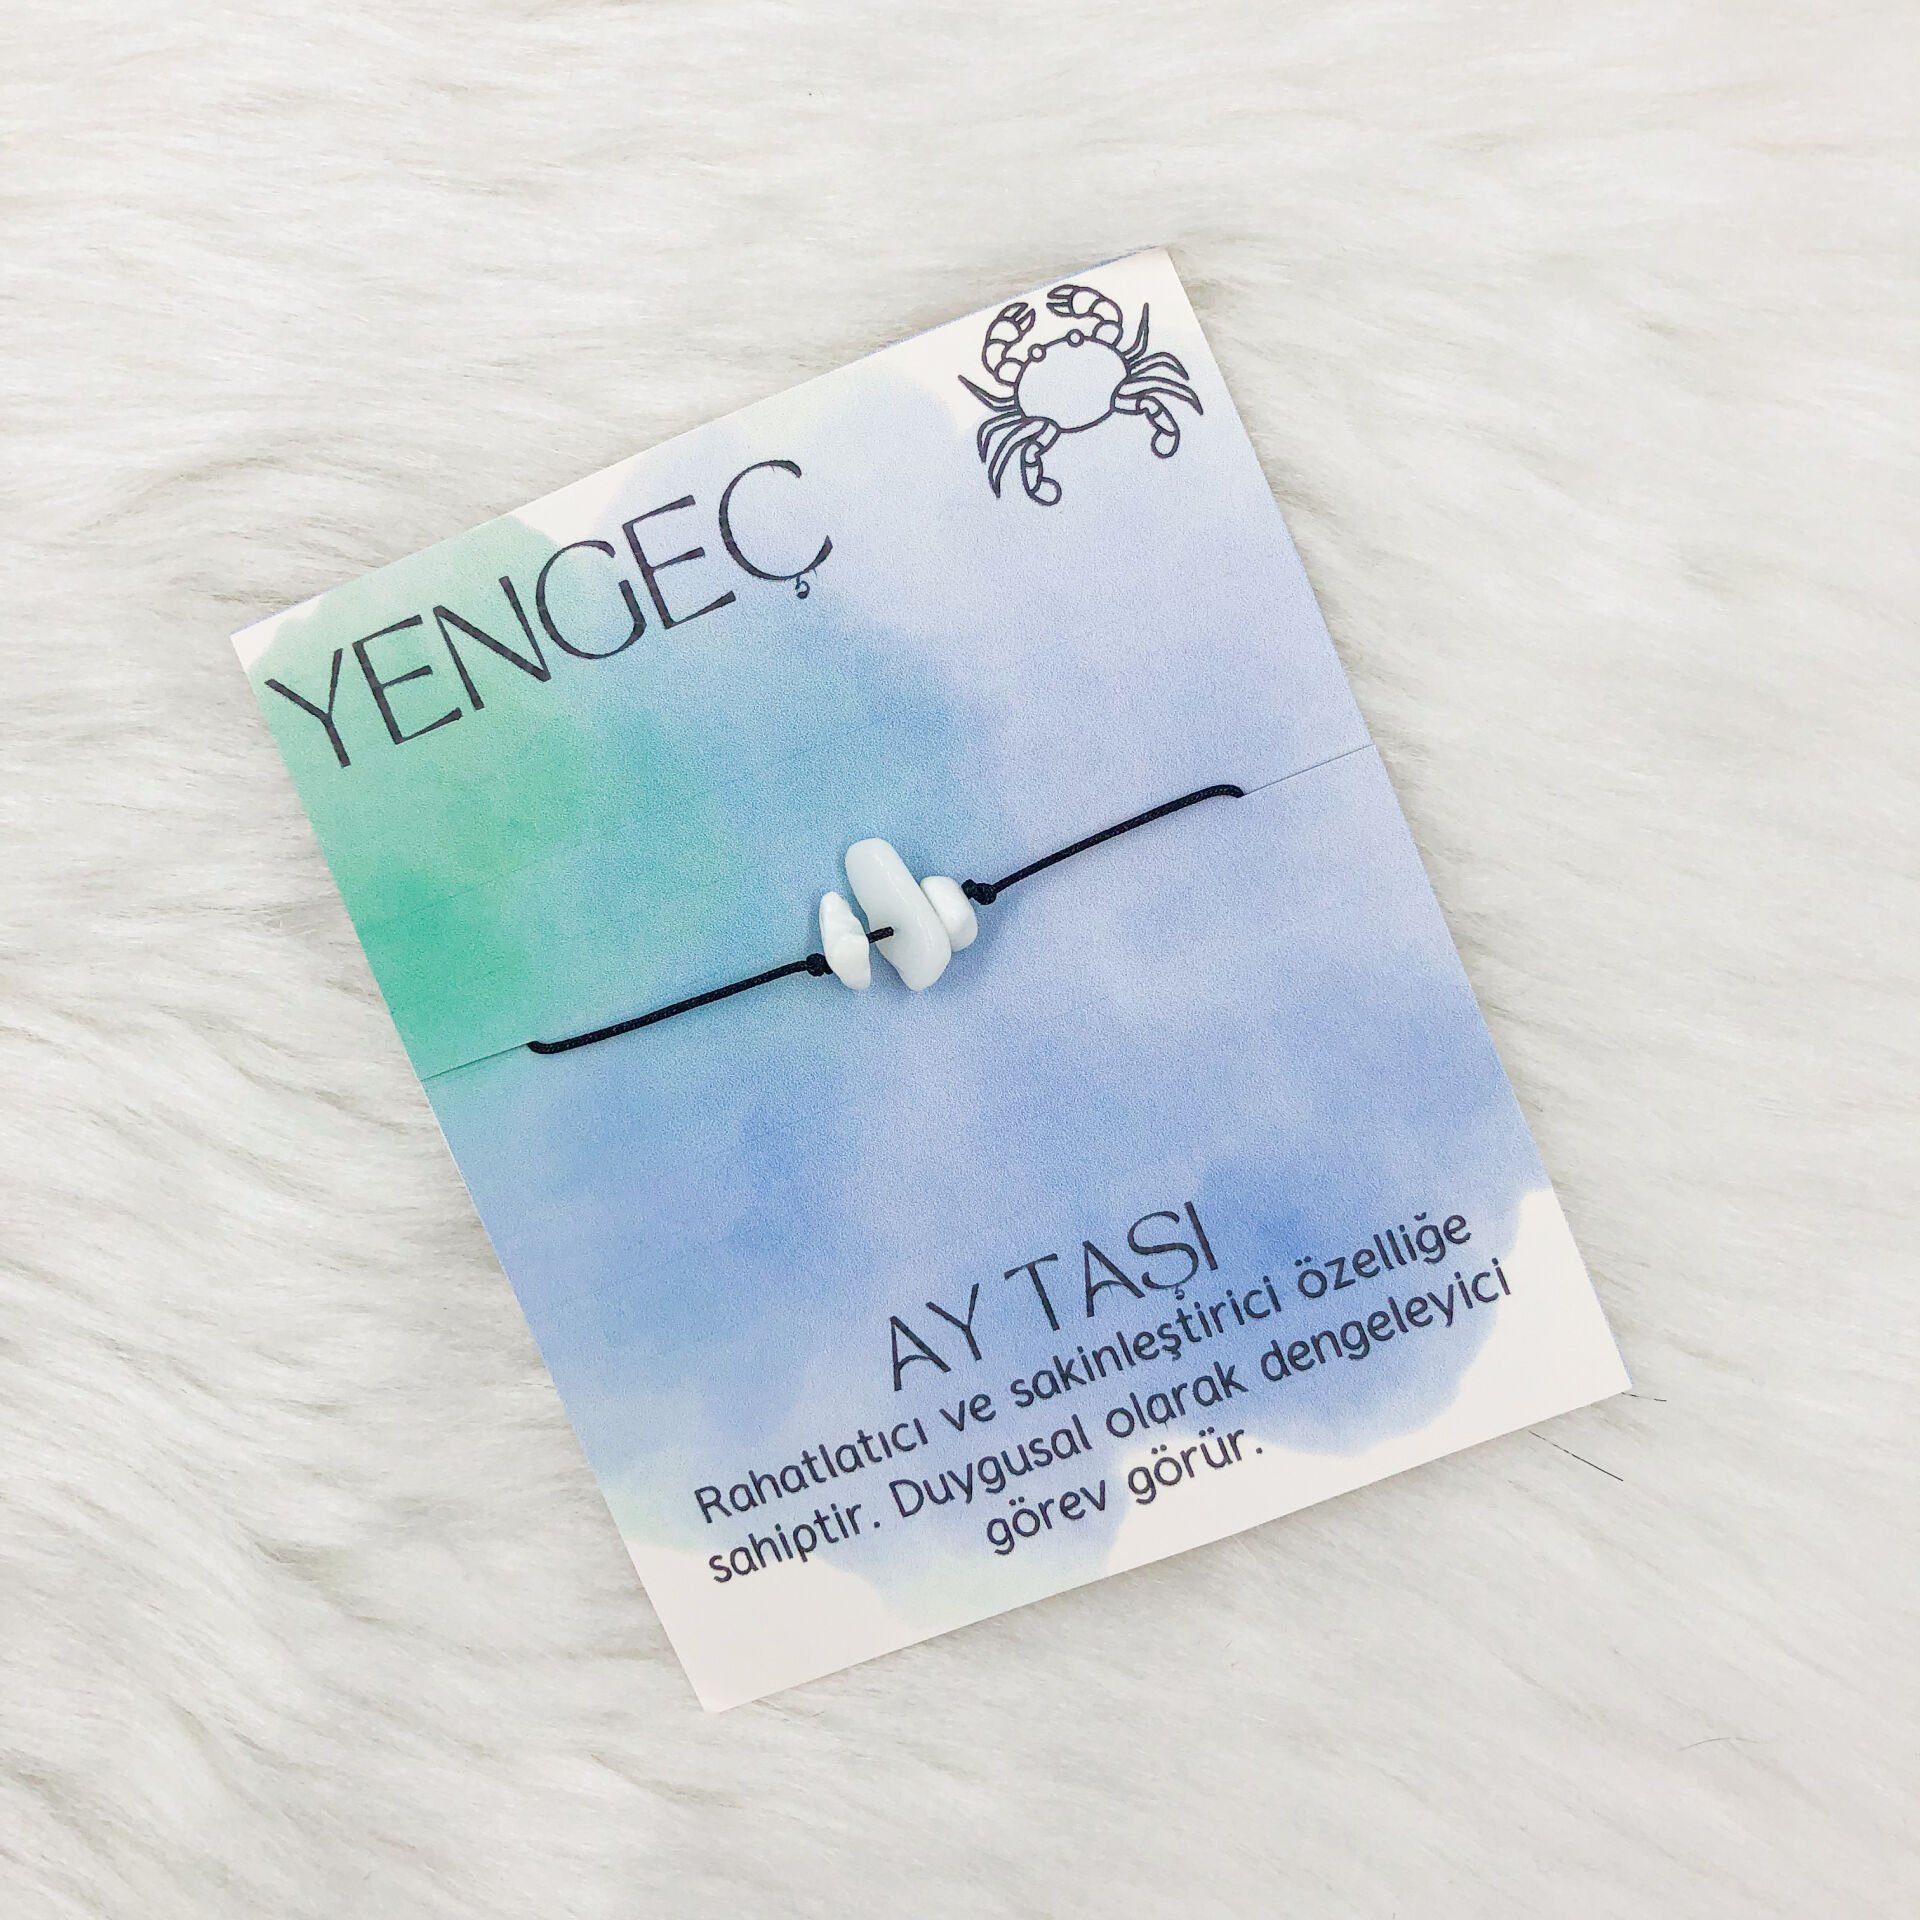 YENGEÇ
AY TAŞI
Rahatlatıcı ve sakinleştirici özelliğe
sahiptir. Duygusal olarak dengeleyici
görev görür.